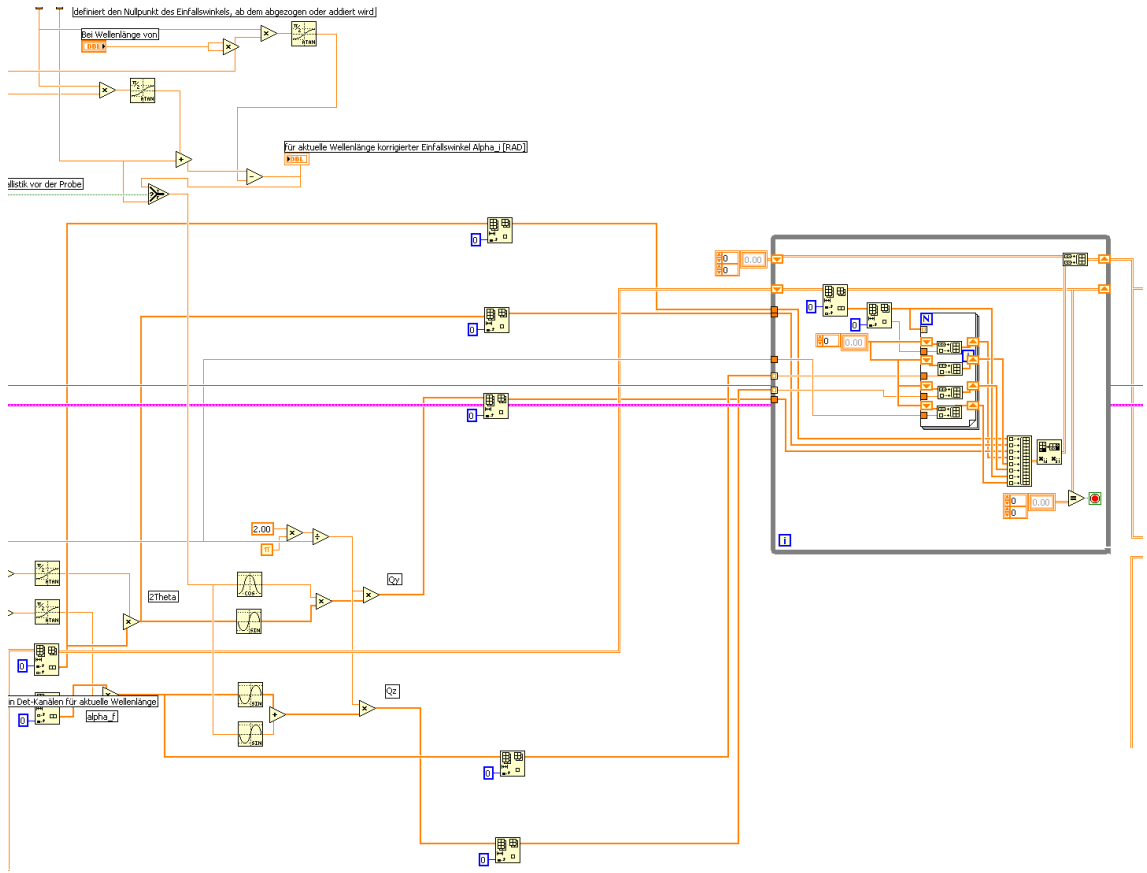 definiert den Nullpunkt des Einfallswinkels, ab dem abgezogen oder addiert wird
Bei Wellenlänge von
DBL
ATAN
ATAN
für aktuelle Wellenlänge korrigierter Einfallswinkel Alpha_i [RAD]
DBL
allistik vor der Probe
0
0
0
0.00
0
0
N
0
0.00
0
0
0
0
0.00
2.00
π
i
ATAN
COS
Qy
2Theta
ATAN
SIN
0
SIN
Qz
in Det-Kanälen für aktuelle Wellenlänge
alpha_f
0
SIN
0
0